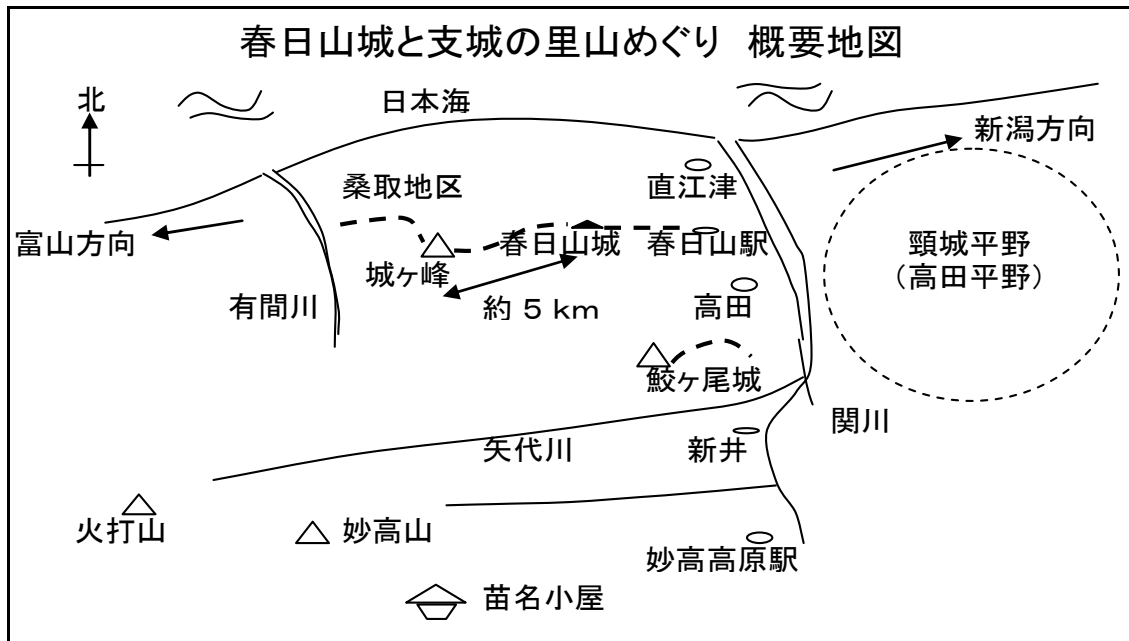 春日山城と支城の里山めぐり 概要地図
北
日本海
新潟方向
桑取地区
直江津
富山方向
春日山城
春日山駅
頸城平野
(高田平野)
城ヶ峰
有間川
約 5 km
高田
鮫ヶ尾城
関川
矢代川
新井
火打山
妙高山
妙高高原駅
苗名小屋